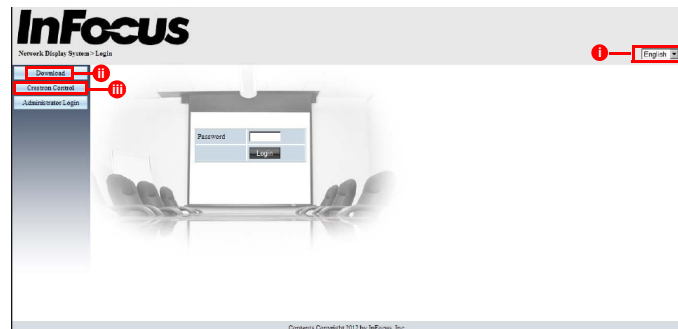 InFocus
Network Display System > Login
i
English
Download
ii
Crestron Control
iii
Administrator Login
Password
Login
Contents Copyright 2012 by InFocus, Inc.